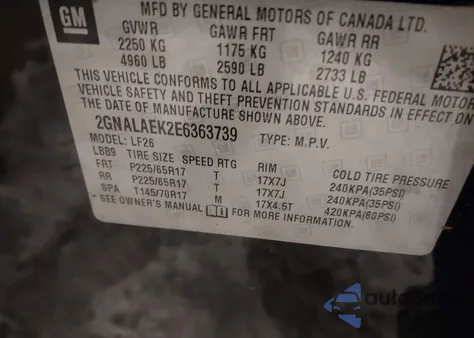 GM
MFD BY GENERAL MOTORS OF CANADA LTD.
GVWR GAWR FRT GAWR RR
2250 KG 1175 KG 1240 KG
4960 LB 2590 LB 2733 LB
THIS VEHICLE CONFORMS TO ALL APPLICABLE U.S. FEDERAL MOTOR
VEHICLE SAFETY AND THEFT PREVENTION STANDARDS IN EFFECT ON
THE DATE OF MANUFACTURE SHOWN ABOVE.
2GNALAEK2E6363739 TYPE: M.P.V.
MODEL: LF26
LBB9 TIRE SIZE SPEED RTG RIM COLD TIRE PRESSURE
FRT P225/65R17 T 17X7J 240KPA(35PSI)
RR P225/65R17 T 17X7J 240KPA(35PSI)
SPA T145/70R17 M 17X4.5T 420KPA(60PSI)
* SEE OWNER'S MANUAL FOR MORE INFORMATION